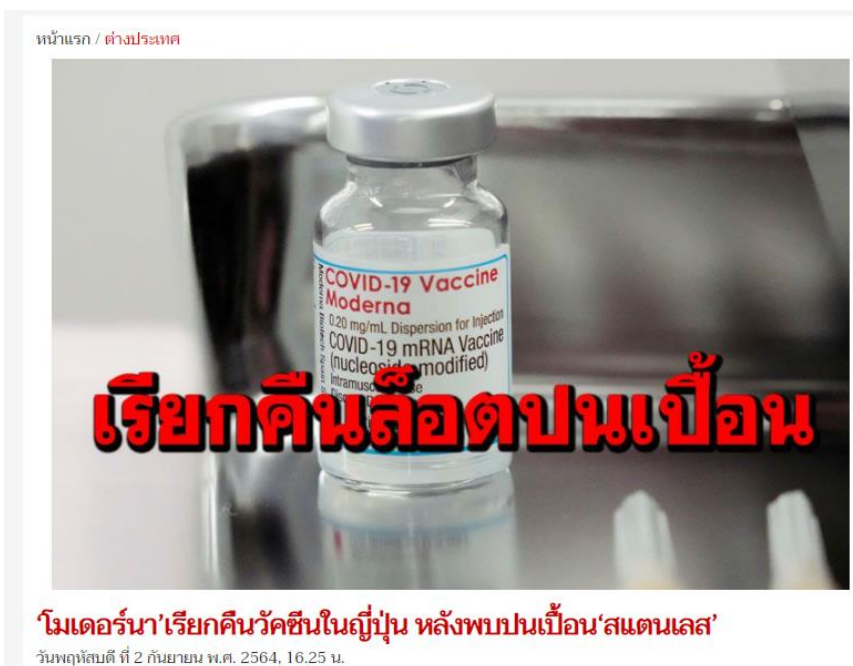 หน้าแรก / ต่างประเทศ
COVID-19 Vaccine
Moderna
0.20 mg/mL Dispersion for Injection
COVID-19 mRNA Vaccine
(nucleoside modified)
Moderna Biotech Spain
เรียกคืนล็อตปนเปื้อน
‘โมเดอร์นา’เรียกคืนวัคซีนในญี่ปุ่น หลังพบปนเปื้อน‘สแตนเลส’
วันพฤหัสบดี ที่ 2 กันยายน พ.ศ. 2564, 16.25 น.